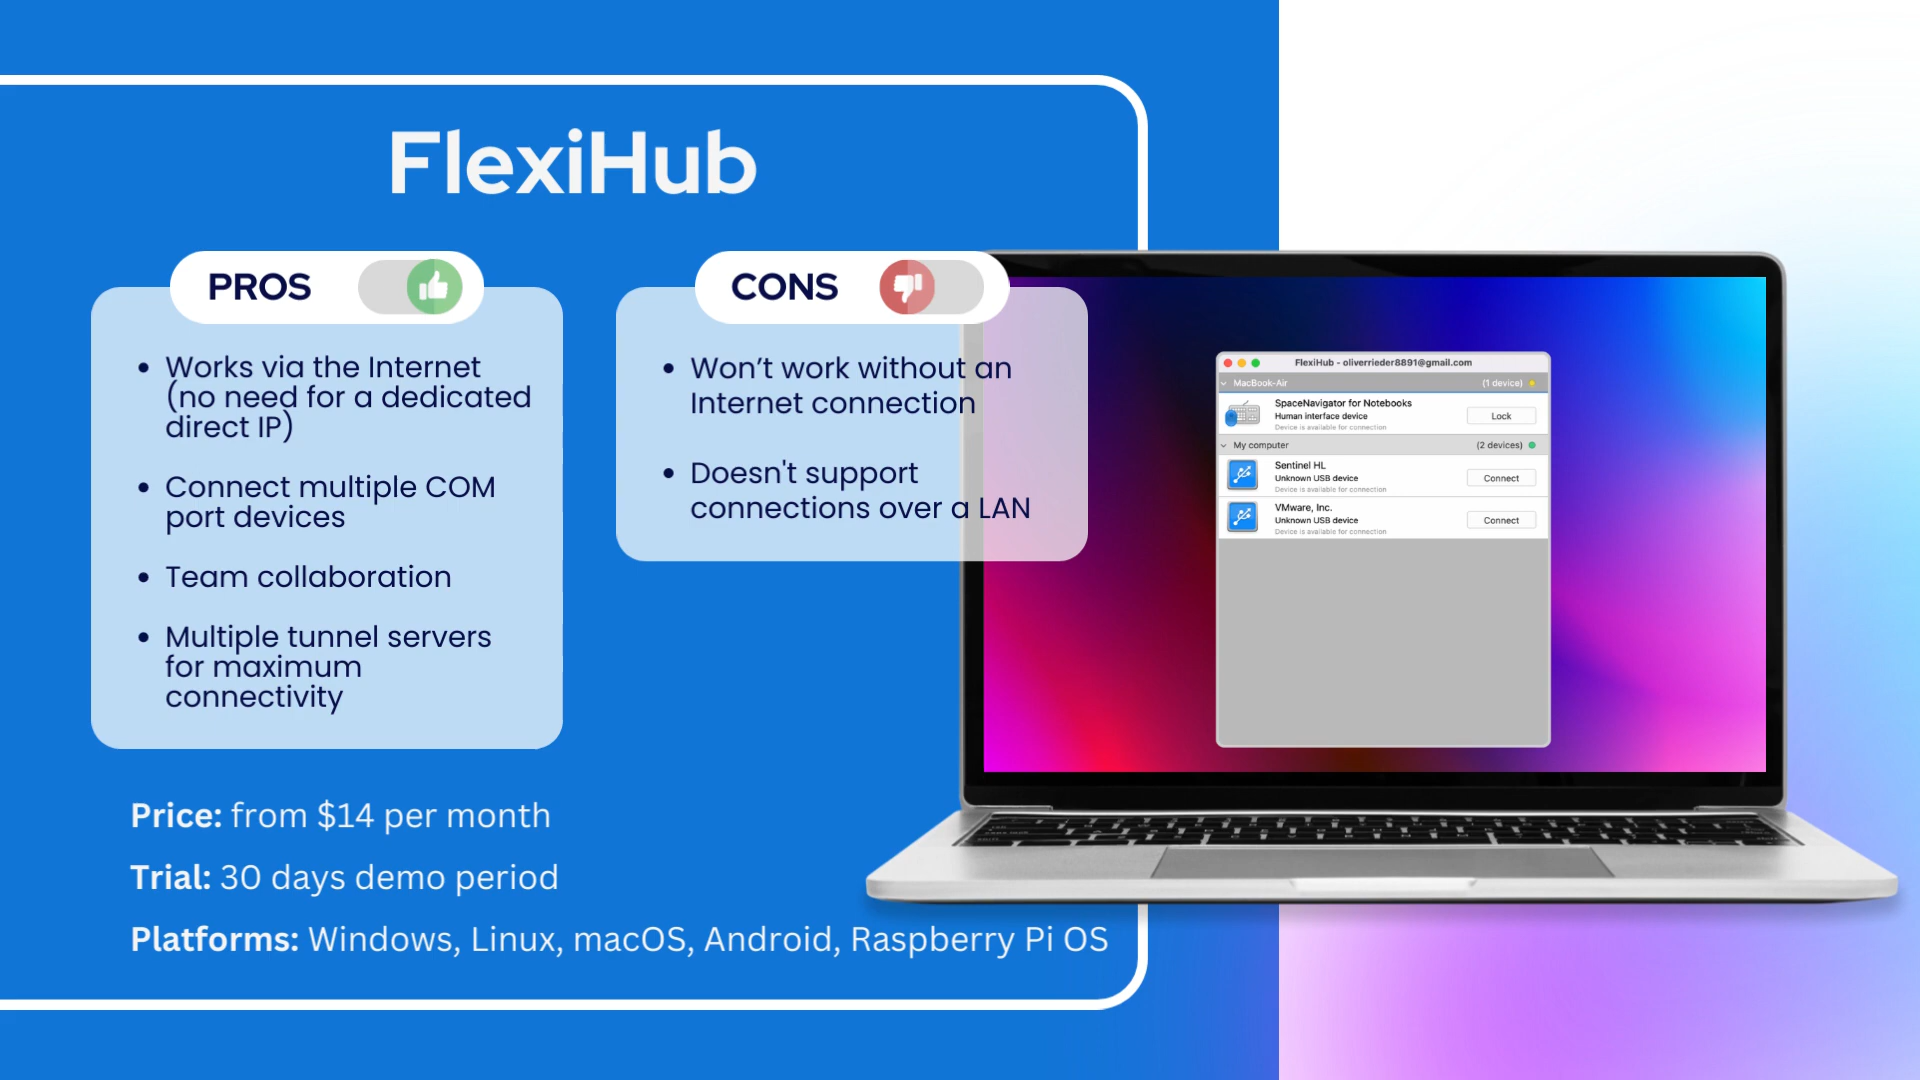 FlexiHub
PROS
Works via the Internet
(no need for a dedicated
direct IP)
Connect multiple COM
port devices
Team collaboration
Multiple tunnel servers
for maximum
connectivity
CONS
Won’t work without an
Internet connection
Doesn't support
connections over a LAN
Price: from $14 per month
Trial: 30 days demo period
Platforms: Windows, Linux, macOS, Android, Raspberry Pi OS
FlexiHub - oliverrieder8891@gmail.com
MacBook-Air (1 device)
SpaceNavigator for Notebooks
Human interface device
Device is available for connection
Lock
My computer (2 devices)
Sentinel HL
Unknown USB device
Device is available for connection
Connect
VMware, Inc.
Unknown USB device
Device is available for connection
Connect